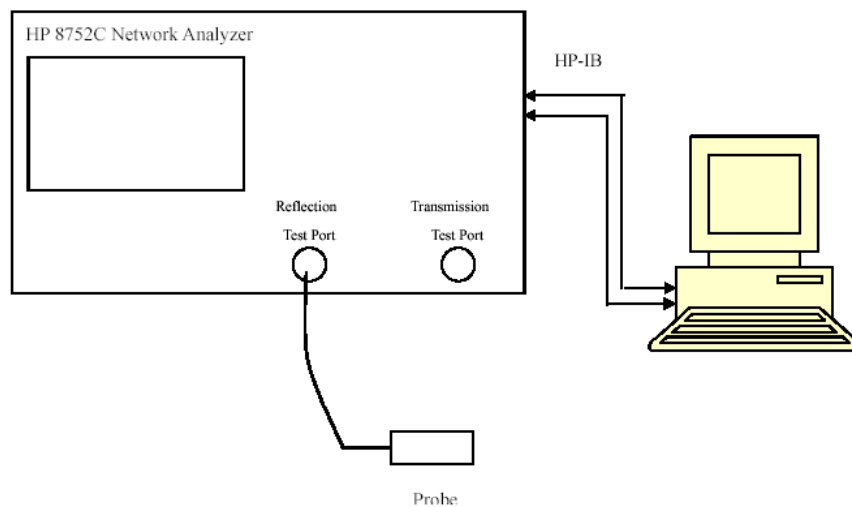 HP 8752C Network Analyzer
HP-IB
Reflection
Test Port
Transmission
Test Port
Probe